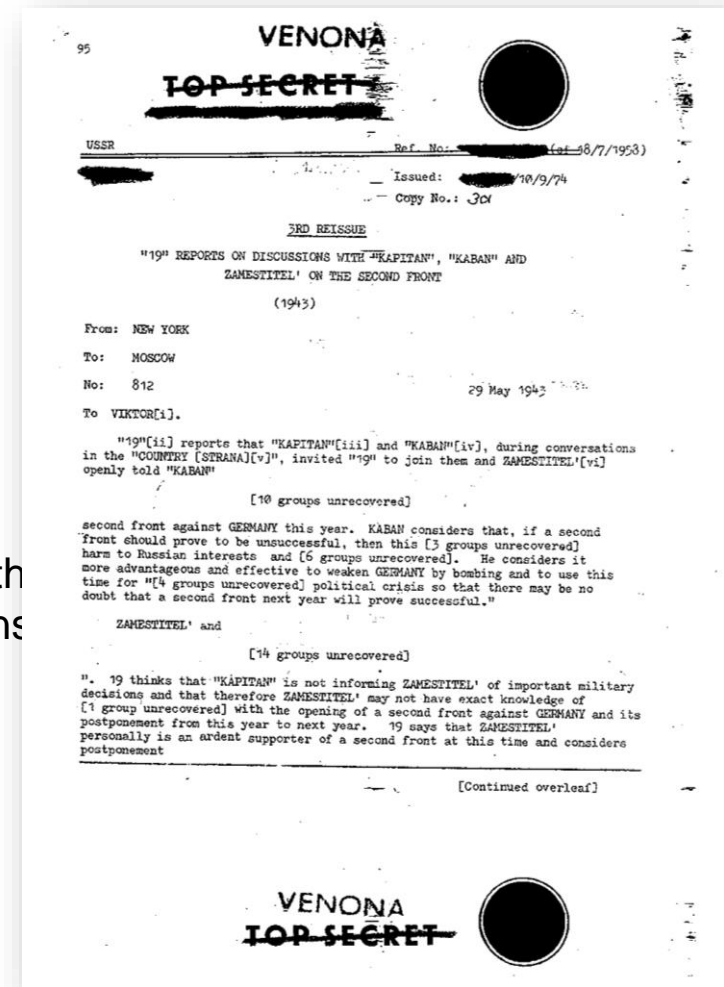 95
VENONA
TOP SECRET
USSR
Ref. No: (of 18/7/1953)
Issued: /10/9/74
Copy No.: 301
3RD REISSUE
"19" REPORTS ON DISCUSSIONS WITH "KAPITAN", "KABAN" AND
ZAMESTITEL' ON THE SECOND FRONT
(1943)
From: NEW YORK
To: MOSCOW
No: 812
29 May 1943
To VIKTOR[i].
"19"[ii] reports that "KAPITAN"[iii] and "KABAN"[iv], during conversations
in the "COUNTRY [STRANA][v]", invited "19" to join them and ZAMESTITEL'[vi]
openly told "KABAN"
[10 groups unrecovered]
second front against GERMANY this year. KABAN considers that, if a second
front should prove to be unsuccessful, then this [3 groups unrecovered]
harm to Russian interests and [6 groups unrecovered]. He considers it
more advantageous and effective to weaken GERMANY by bombing and to use this
time for "[4 groups unrecovered] political crisis so that there may be no
doubt that a second front next year will prove successful."
ZAMESTITEL' and
[14 groups unrecovered]
". 19 thinks that "KAPITAN" is not informing ZAMESTITEL' of important military
decisions and that therefore ZAMESTITEL' may not have exact knowledge of
[1 group unrecovered] with the opening of a second front against GERMANY and its
postponement from this year to next year. 19 says that ZAMESTITEL'
personally is an ardent supporter of a second front at this time and considers
postponement
[Continued overleaf]
VENONA
TOP SECRET